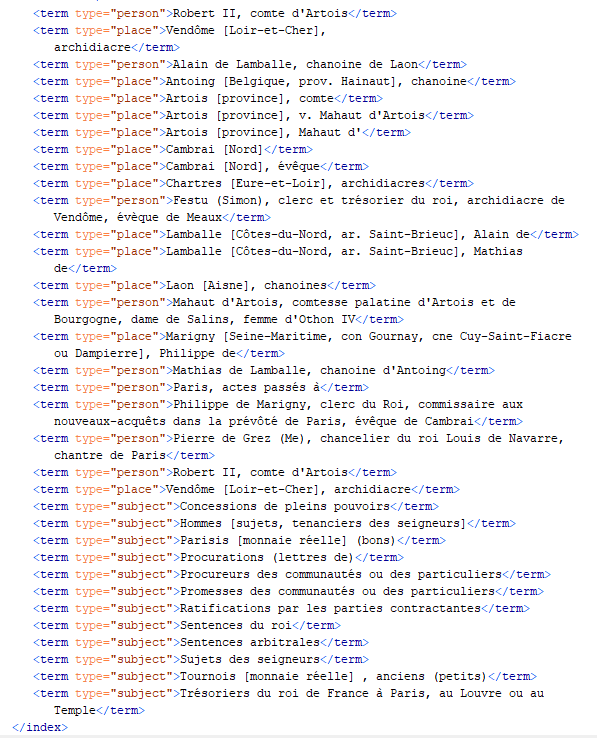 <term type="person">Robert II, comte d'Artois</term>
<term type="place">Vendôme [Loir-et-Cher],
archidiacre</term>
<term type="person">Alain de Lamballe, chanoine de Laon</term>
<term type="place">Antoing [Belgique, prov. Hainaut], chanoine</term>
<term type="place">Artois [province], comte</term>
<term type="place">Artois [province], v. Mahaut d'Artois</term>
<term type="place">Artois [province], Mahaut d'</term>
<term type="place">Cambrai [Nord]</term>
<term type="place">Cambrai [Nord], évêque</term>
<term type="place">Chartres [Eure-et-Loir], archidiacres</term>
<term type="person">Festu (Simon), clerc et trésorier du roi, archidiacre de
Vendôme, évèque de Meaux</term>
<term type="place">Lamballe [Côtes-du-Nord, ar. Saint-Brieuc], Alain de</term>
<term type="place">Lamballe [Côtes-du-Nord, ar. Saint-Brieuc], Mathias
de</term>
<term type="place">Laon [Aisne], chanoines</term>
<term type="person">Mahaut d'Artois, comtesse palatine d'Artois et de
Bourgogne, dame de Salins, femme d'Othon IV</term>
<term type="place">Marigny [Seine-Maritime, con Gournay, cne Cuy-Saint-Fiacre
ou Dampierre], Philippe de</term>
<term type="person">Mathias de Lamballe, chanoine d'Antoing</term>
<term type="person">Paris, actes passés à</term>
<term type="person">Philippe de Marigny, clerc du Roi, commissaire aux
nouveaux-acquêts dans la prévôté de Paris, évêque de Cambrai</term>
<term type="person">Pierre de Grez (Me), chancelier du roi Louis de Navarre,
chantre de Paris</term>
<term type="person">Robert II, comte d'Artois</term>
<term type="place">Vendôme [Loir-et-Cher], archidiacre</term>
<term type="subject">Concessions de pleins pouvoirs</term>
<term type="subject">Hommes [sujets, tenanciers des seigneurs]</term>
<term type="subject">Parisis [monnaie réelle] (bons)</term>
<term type="subject">Procurations (lettres de)</term>
<term type="subject">Procureurs des communautés ou des particuliers</term>
<term type="subject">Promesses des communautés ou des particuliers</term>
<term type="subject">Ratifications par les parties contractantes</term>
<term type="subject">Sentences du roi</term>
<term type="subject">Sentences arbitrales</term>
<term type="subject">Sujets des seigneurs</term>
<term type="subject">Tournois [monnaie réelle] , anciens (petits)</term>
<term type="subject">Trésoriers du roi de France à Paris, au Louvre ou au
Temple</term>
</index>